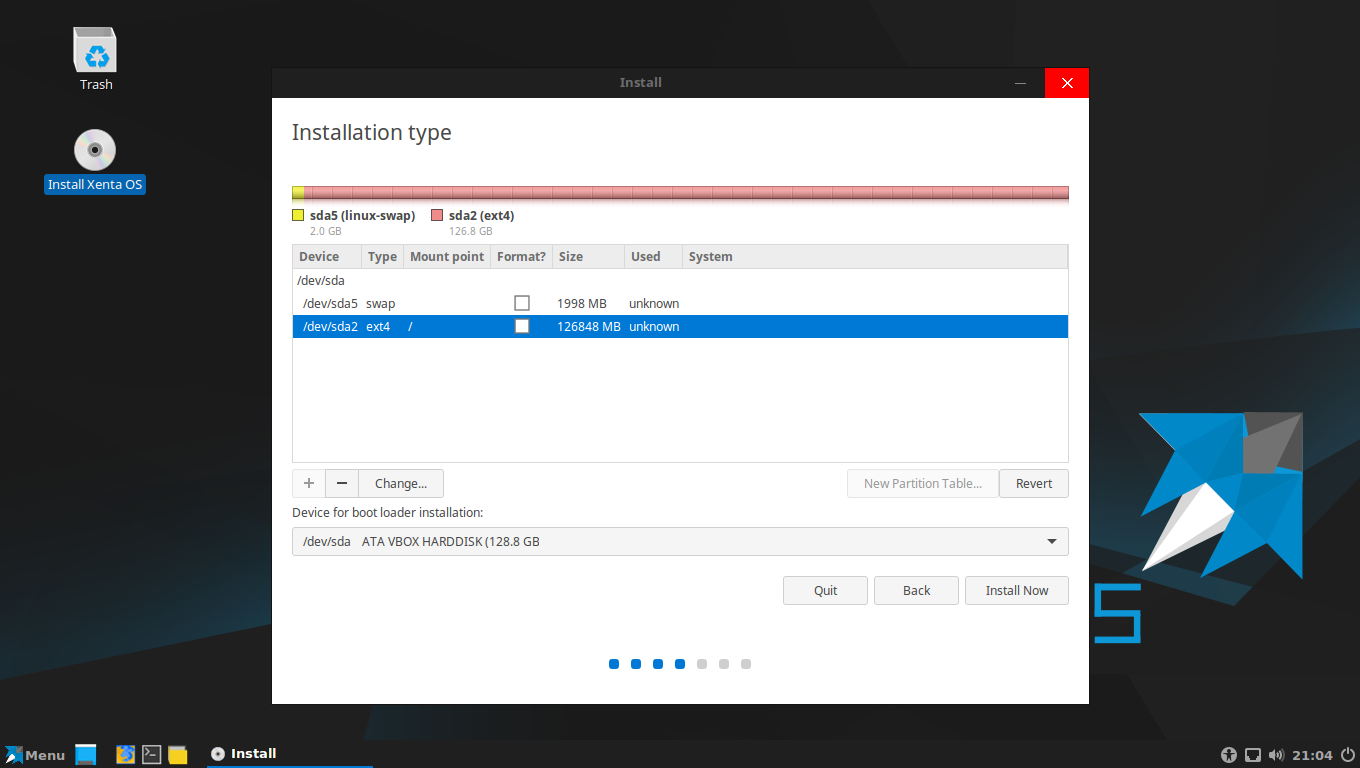 Trash
Install Xenta OS
Install
Installation type
sda5 (linux-swap) sda2 (ext4)
2.0 GB 126.8 GB
Device Type Mount point Format? Size Used System
/dev/sda
/dev/sda5 swap 1998 MB unknown
/dev/sda2 ext4 / 126848 MB unknown
+ − Change... New Partition Table... Revert
Device for boot loader installation:
/dev/sda ATA VBOX HARDDISK (128.8 GB
Quit Back Install Now
S
Menu Install 21:04